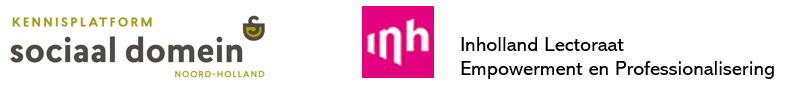 KENNISPLATFORM
sociaal domein
NOORD-HOLLAND
inh
Inholland Lectoraat
Empowerment en Professionalisering